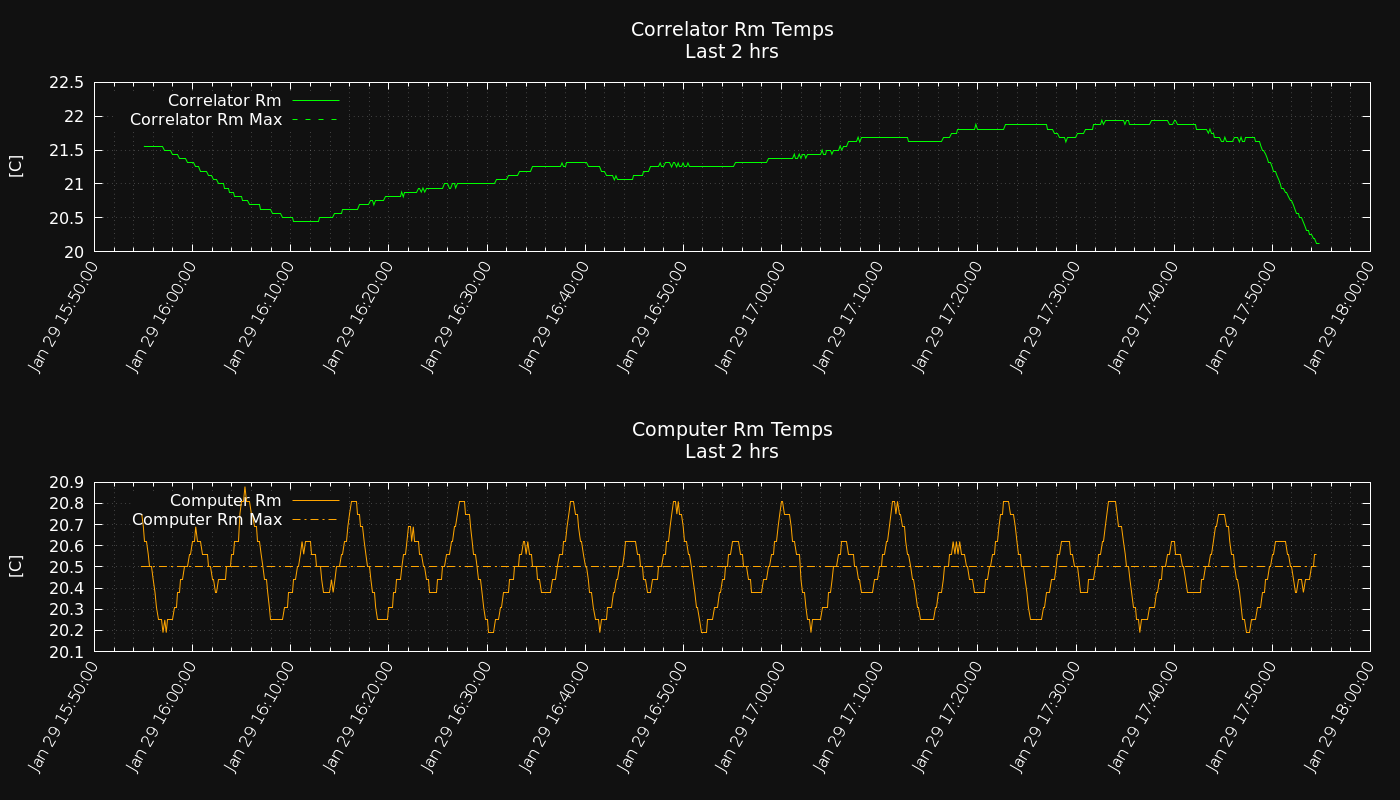 Correlator Rm Temps
Last 2 hrs
22.5
22
21.5
21
20.5
20
[C]
Correlator Rm
Correlator Rm Max
Jan 29 15:50:00
Jan 29 16:00:00
Jan 29 16:10:00
Jan 29 16:20:00
Jan 29 16:30:00
Jan 29 16:40:00
Jan 29 16:50:00
Jan 29 17:00:00
Jan 29 17:10:00
Jan 29 17:20:00
Jan 29 17:30:00
Jan 29 17:40:00
Jan 29 17:50:00
Jan 29 18:00:00
Computer Rm Temps
Last 2 hrs
20.9
20.8
20.7
20.6
20.5
20.4
20.3
20.2
20.1
[C]
Computer Rm
Computer Rm Max
Jan 29 15:50:00
Jan 29 16:00:00
Jan 29 16:10:00
Jan 29 16:20:00
Jan 29 16:30:00
Jan 29 16:40:00
Jan 29 16:50:00
Jan 29 17:00:00
Jan 29 17:10:00
Jan 29 17:20:00
Jan 29 17:30:00
Jan 29 17:40:00
Jan 29 17:50:00
Jan 29 18:00:00